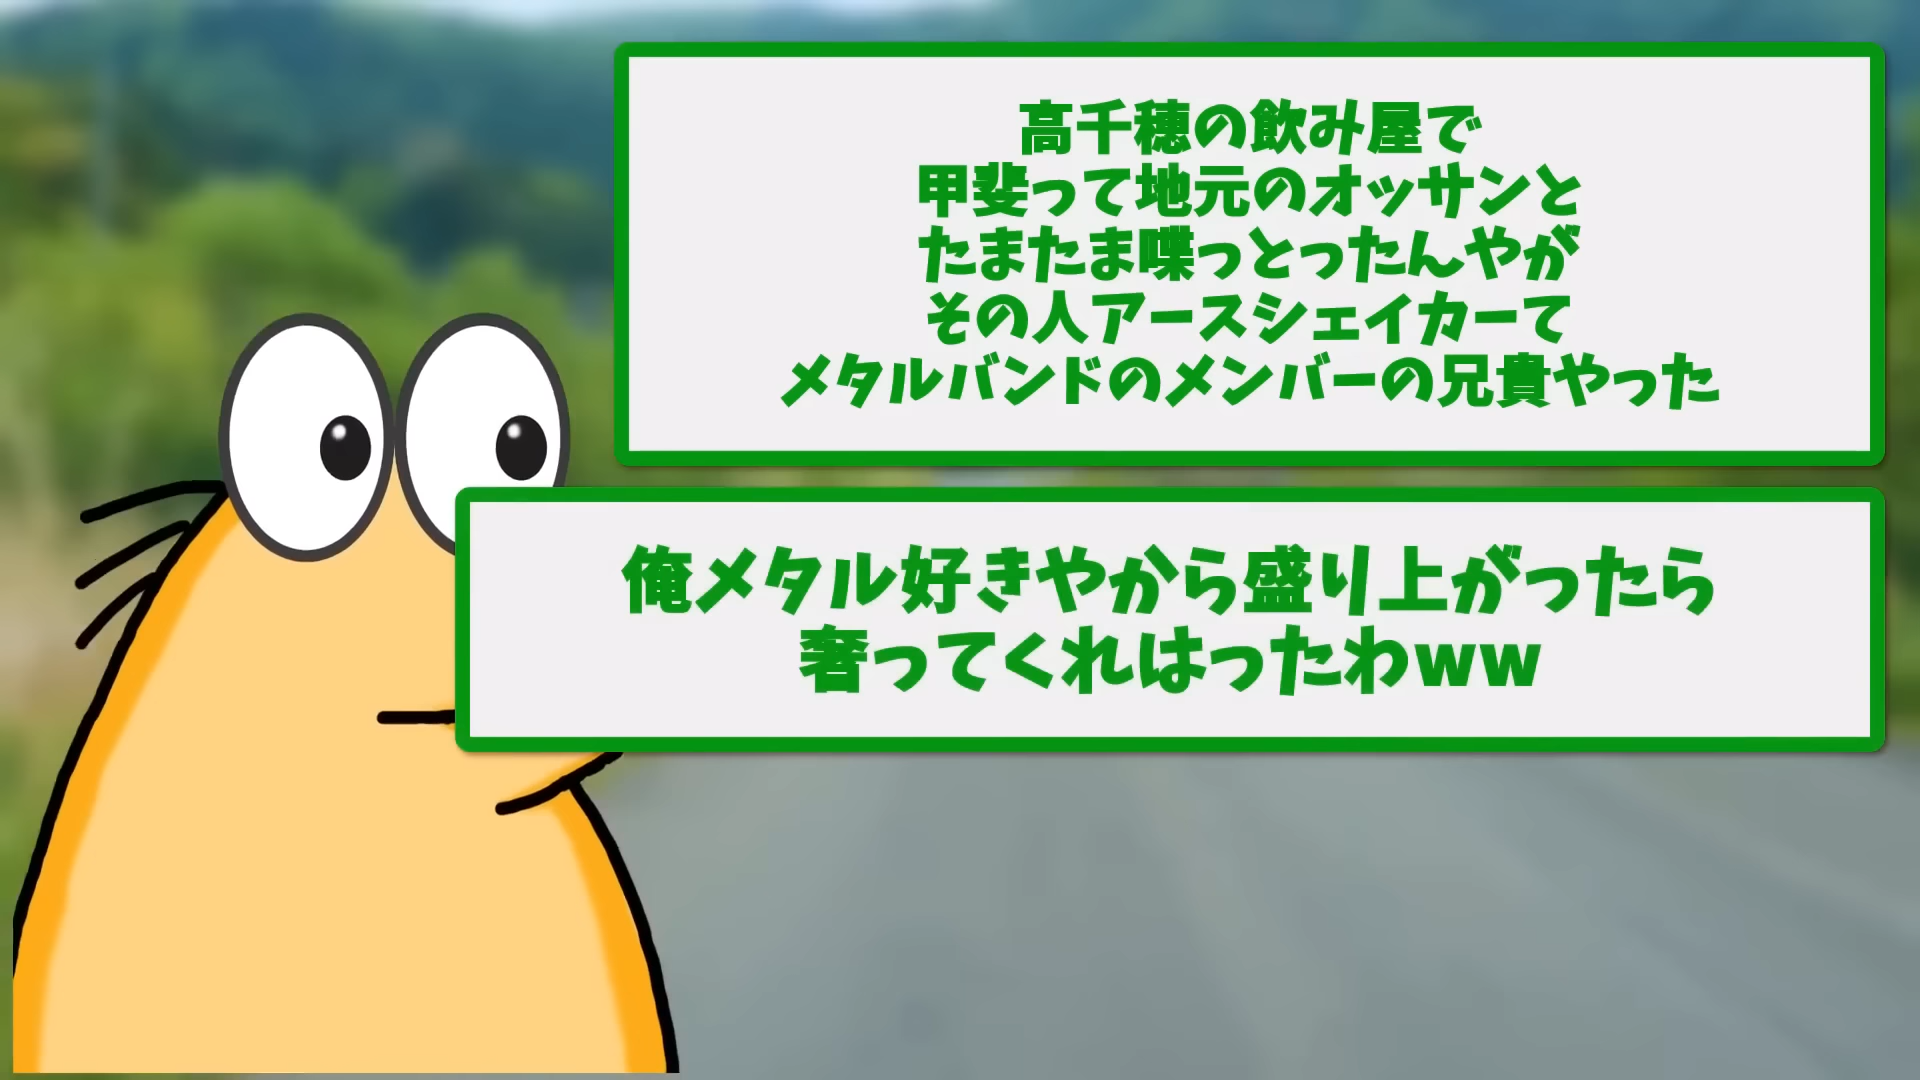 高千穂の飲み屋で
甲斐って地元のオッサンと
たまたま喋っとったんやが
その人アースシェイカーて
メタルバンドのメンバーの兄貴やった
俺メタル好きやから盛り上がったら
奢ってくれはったわww